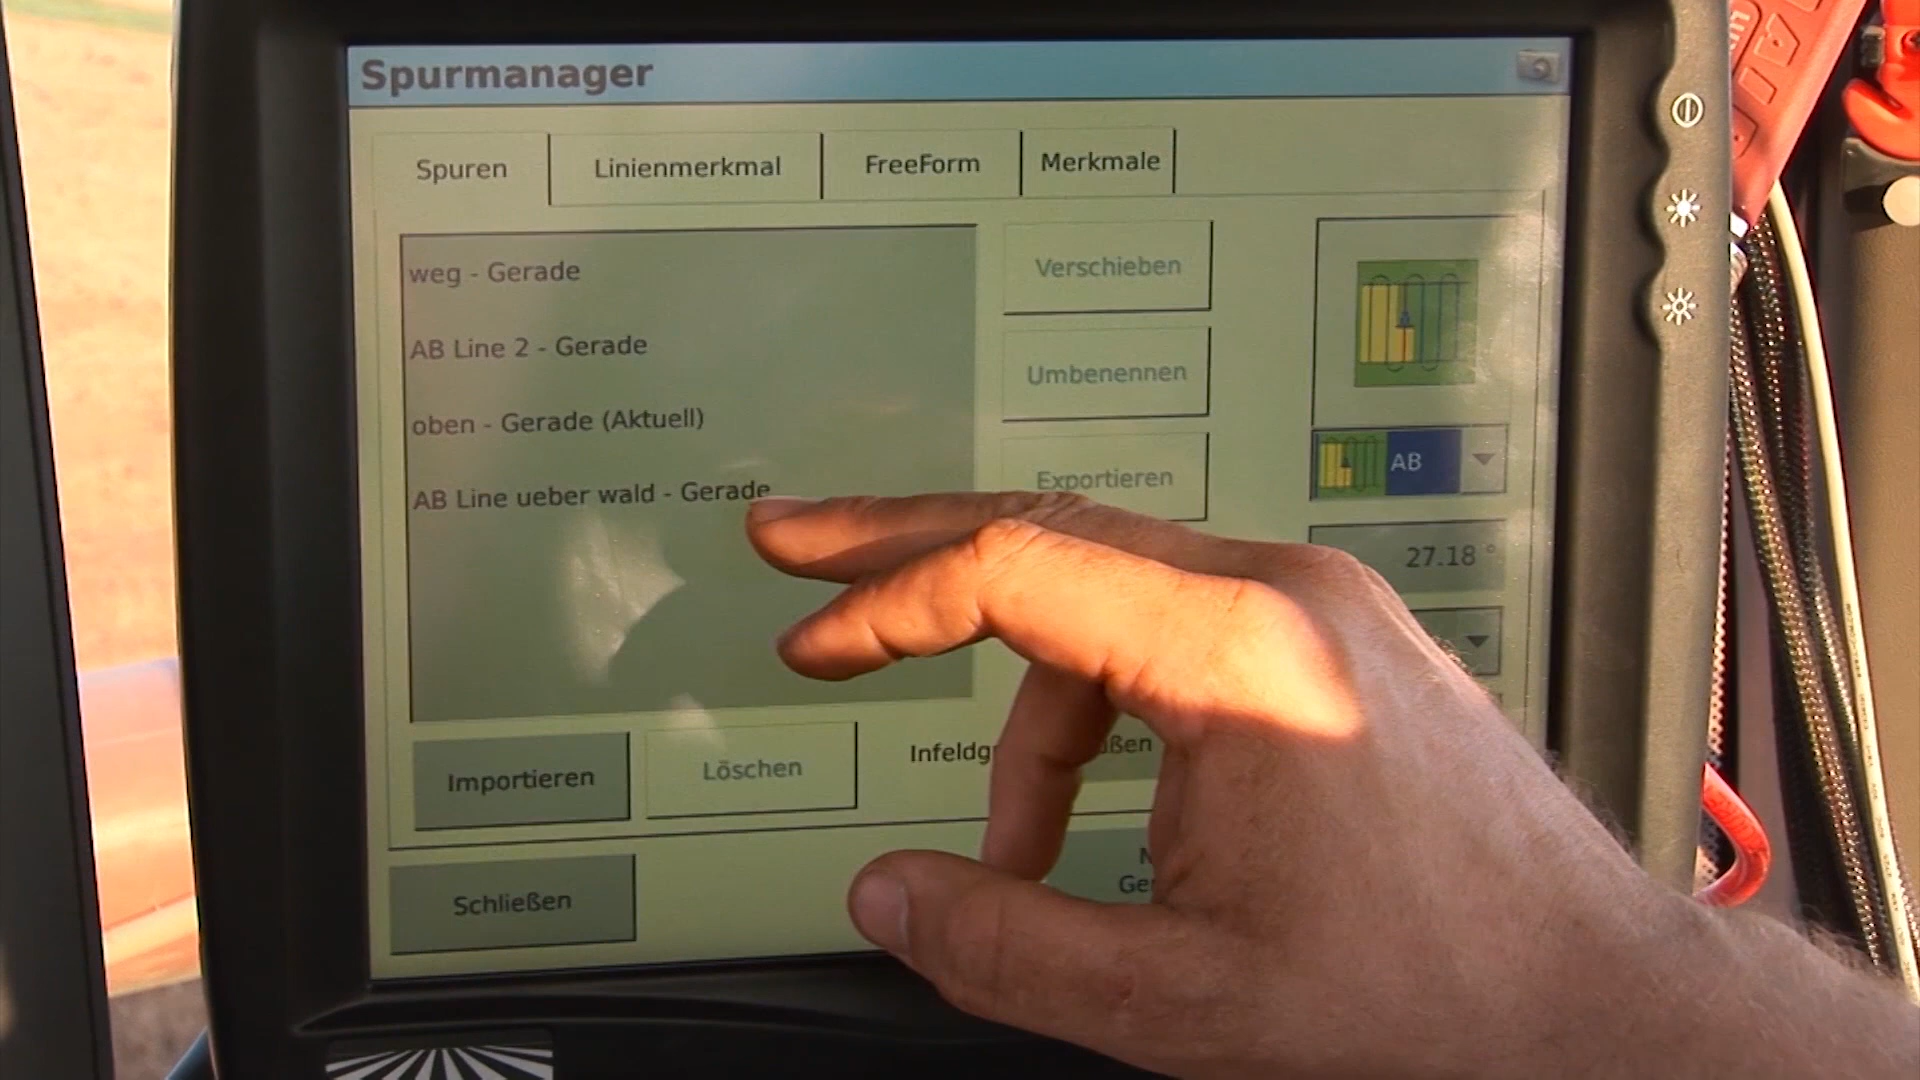 Spurmanager
Spuren
Linienmerkmal
FreeForm
Merkmale
weg - Gerade
AB Line 2 - Gerade
oben - Gerade (Aktuell)
AB Line ueber wald - Gerade
Verschieben
Umbenennen
Exportieren
AB
27.18 °
Importieren
Löschen
Schließen